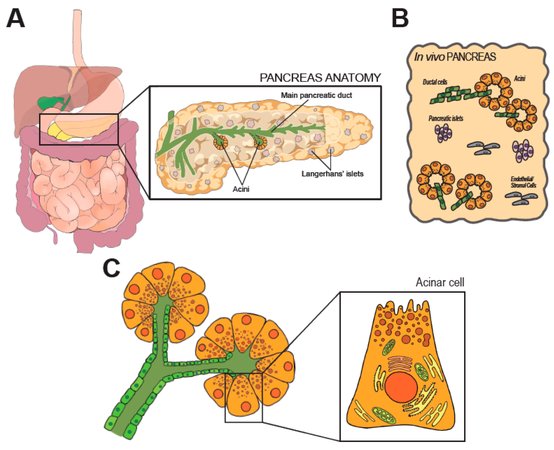 A
PANCREAS ANATOMY
Main pancreatic duct
Acini
Langerhans' islets
B
In vivo PANCREAS
Ductal cells
Acini
Pancreatic islets
Endothelial/
Stromal Cells
C
Acinar cell